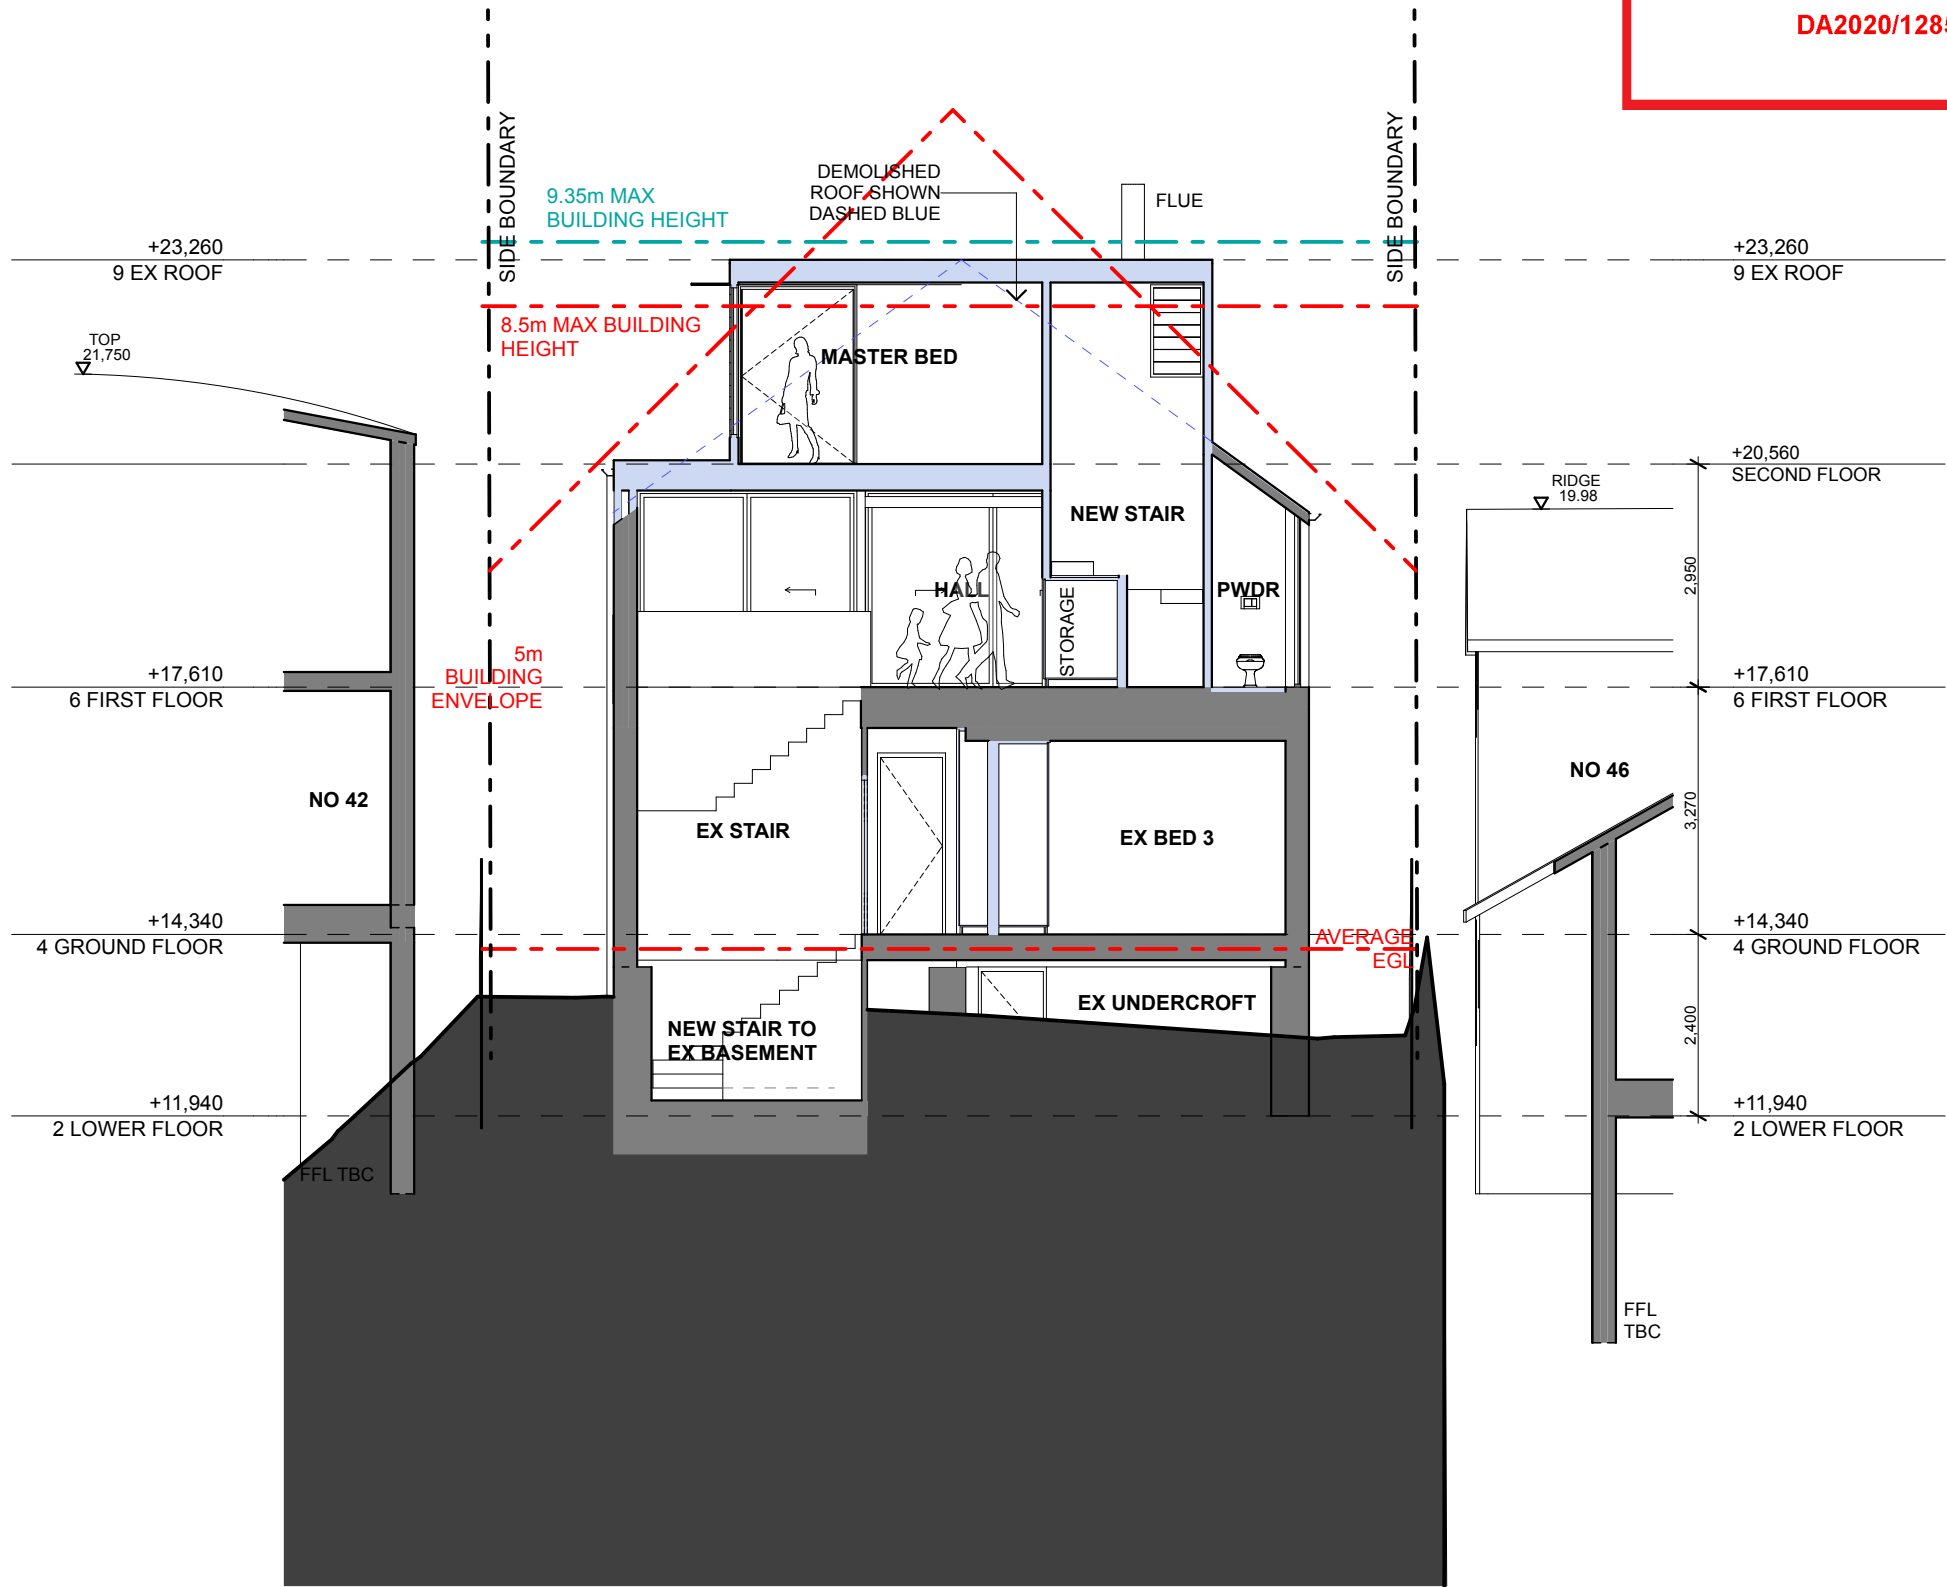 DA2020/128
SIDE BOUNDARY
SIDE BOUNDARY
9.35m MAX
BUILDING HEIGHT
DEMOLISHED
ROOF SHOWN
DASHED BLUE
FLUE
+23,260
9 EX ROOF
+23,260
9 EX ROOF
8.5m MAX BUILDING
HEIGHT
TOP
21,750
MASTER BED
+20,560
SECOND FLOOR
RIDGE
19.98
NEW STAIR
2,950
HALL
STORAGE
PWDR
5m
BUILDING
ENVELOPE
+17,610
6 FIRST FLOOR
+17,610
6 FIRST FLOOR
NO 42
NO 46
EX STAIR
EX BED 3
3,270
+14,340
4 GROUND FLOOR
AVERAGE
EGL
+14,340
4 GROUND FLOOR
EX UNDERCROFT
NEW STAIR TO
EX BASEMENT
2,400
+11,940
2 LOWER FLOOR
+11,940
2 LOWER FLOOR
FFL TBC
FFL
TBC